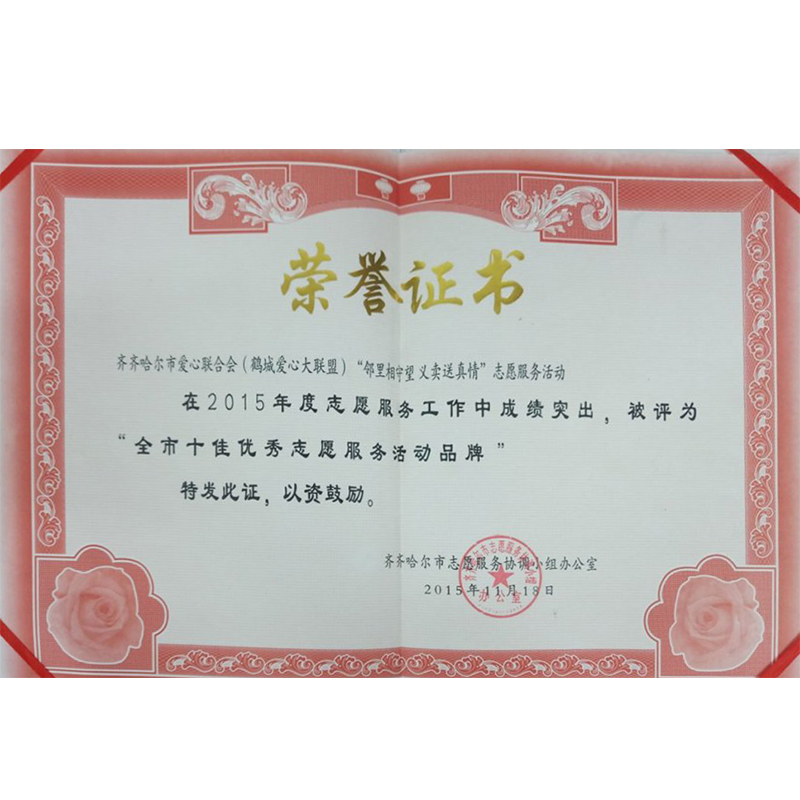 荣誉证书
齐齐哈尔市爱心联合会(鹤城爱心大联盟)“邻里相守望 义卖送真情”志愿服务活动
在2015年度志愿服务工作中成绩突出，被评为
“全市十佳优秀志愿服务活动品牌”
特发此证，以资鼓励。
齐齐哈尔市志愿服务协调小组办公室
2015年11月18日
办公室